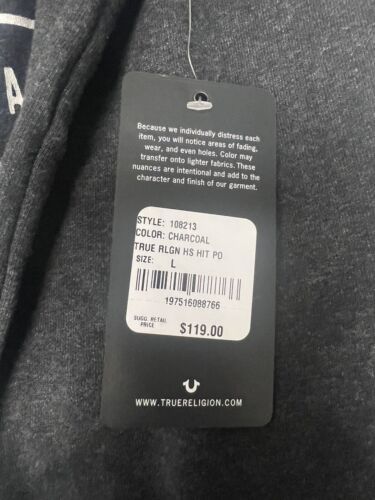 A
Because we individually distress each
item, you will notice areas of fading,
wear, and even holes. Color may
transfer onto lighter fabrics. These
nuances are intentional and add to the
character and finish of our garment.
STYLE: 108213
COLOR: CHARCOAL
TRUE RLGN HS HIT PO
SIZE: L
197516088766
SUGG. RETAIL
PRICE $119.00
WWW.TRUERELIGION.COM